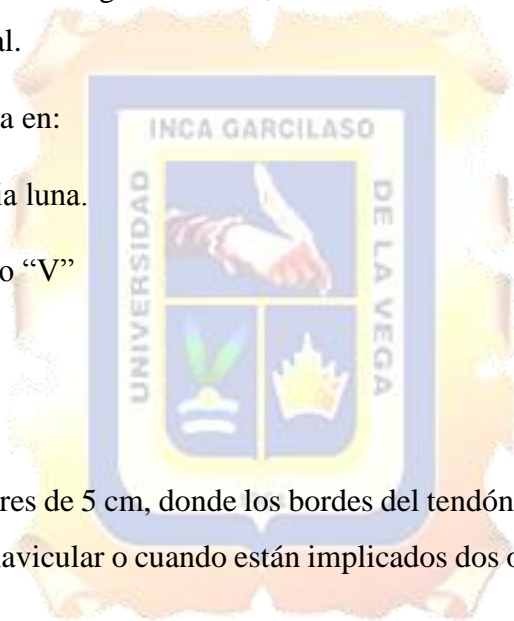 al.
a en:
ia luna.
o “V”
INCA GARCILASO
UNIVERSIDAD
DE LA VEGA
res de 5 cm, donde los bordes del tendón
avicular o cuando están implicados dos o